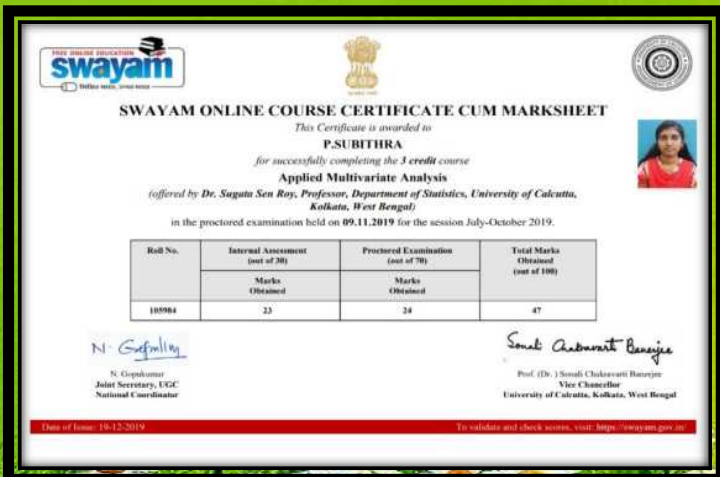 FREE ONLINE EDUCATION
swayam
SWAYAM ONLINE COURSE CERTIFICATE CUM MARKSHEET
This Certificate is awarded to
P.SUBITHRA
for successfully completing the 3 credit course
Applied Multivariate Analysis
(offered by Dr. Sugata Sen Roy, Professor, Department of Statistics, University of Calcutta,
Kolkata, West Bengal)
in the proctored examination held on 09.11.2019 for the session July-October 2019.
Roll No. Internal Assessment Proctored Examination Total Marks
(out of 30) (out of 70) Obtained
(out of 100)
Marks Marks
Obtained Obtained
105984 23 24 47
Sonali Chakravarti Banerjee
N. Gopukumar
Joint Secretary, UGC
National Coordinator
Prof. (Dr. ) Sonali Chakravarti Banerjee
Vice Chancellor
University of Calcutta, Kolkata, West Bengal
Date of Issue: 19-12-2019 To validate and check scores, visit: https://swayam.gov.in/